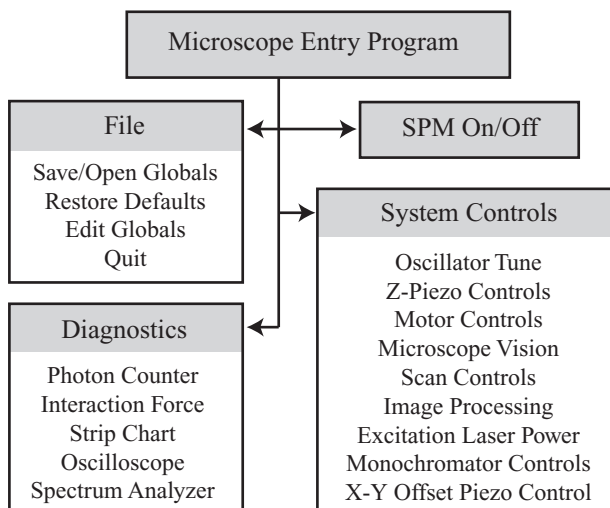 Microscope Entry Program
File
Save/Open Globals
Restore Defaults
Edit Globals
Quit
SPM On/Off
System Controls
Oscillator Tune
Z-Piezo Controls
Motor Controls
Microscope Vision
Scan Controls
Image Processing
Excitation Laser Power
Monochromator Controls
X-Y Offset Piezo Control
Diagnostics
Photon Counter
Interaction Force
Strip Chart
Oscilloscope
Spectrum Analyzer